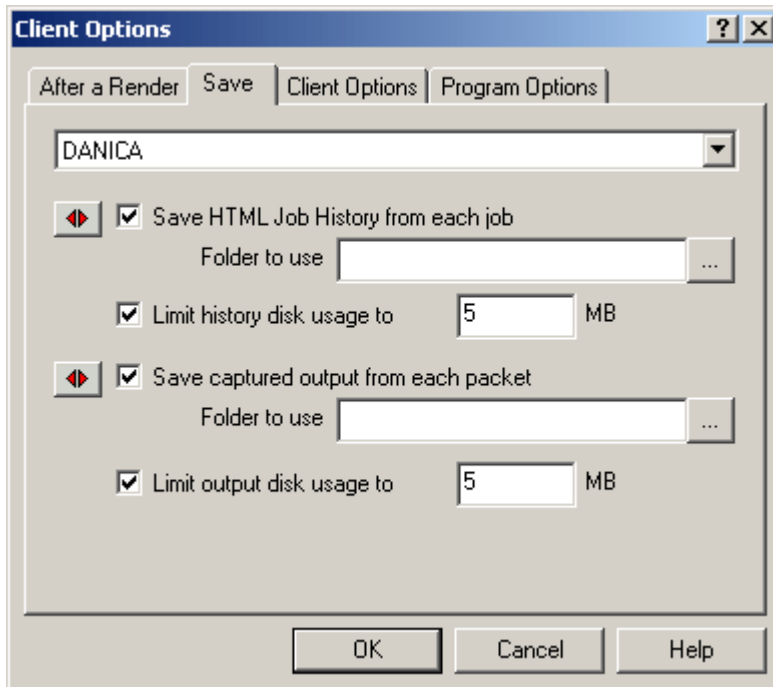 Client Options
After a Render Save Client Options Program Options
DANICA
Save HTML Job History from each job
Folder to use ...
Limit history disk usage to 5 MB
Save captured output from each packet
Folder to use ...
Limit output disk usage to 5 MB
OK Cancel Help